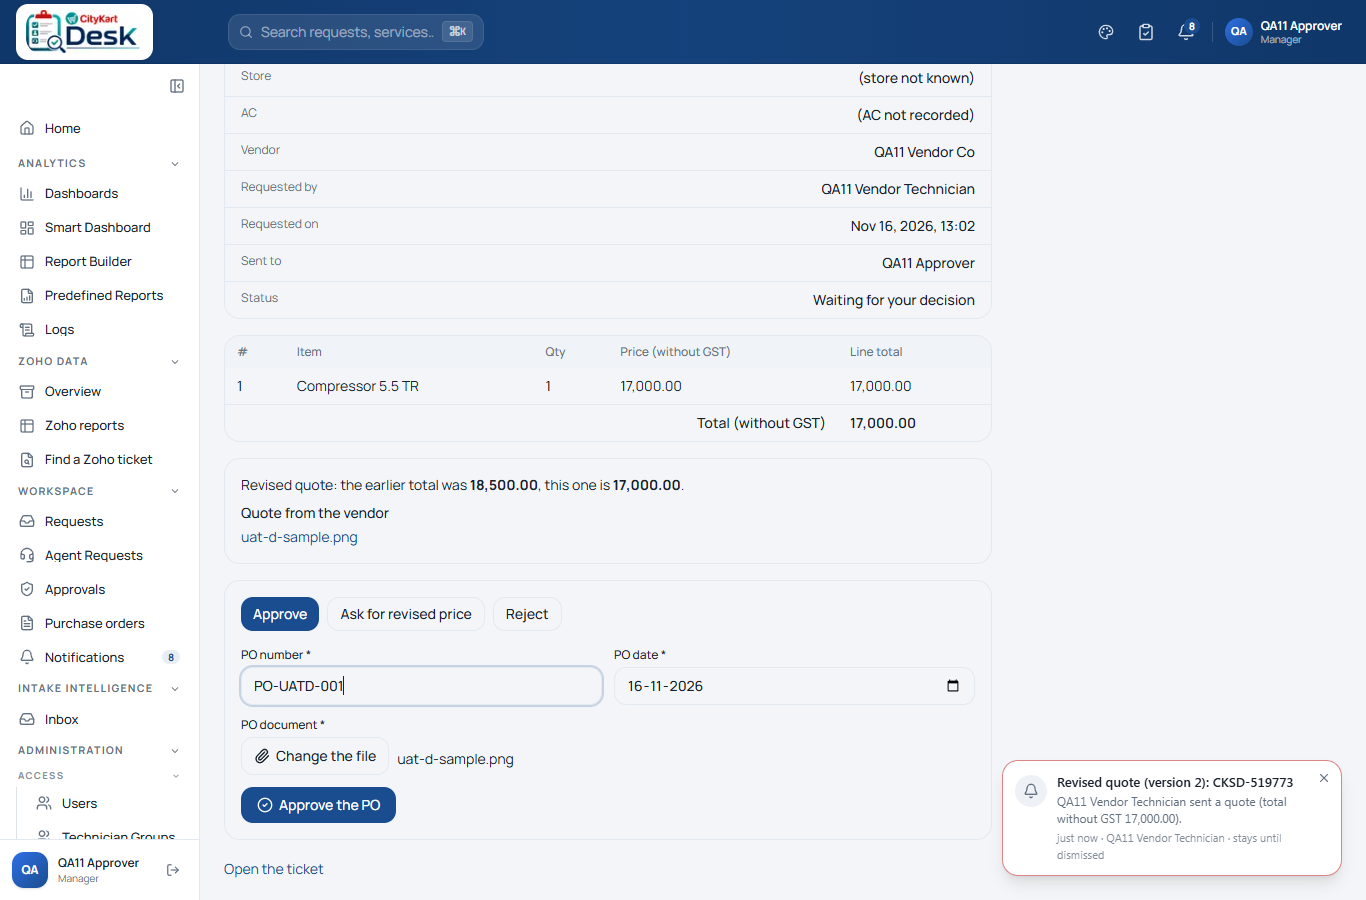 CityKart
Desk
Search requests, services..
⌘K
8
QA
QA11 Approver
Manager
Home
ANALYTICS
Dashboards
Smart Dashboard
Report Builder
Predefined Reports
Logs
ZOHO DATA
Overview
Zoho reports
Find a Zoho ticket
WORKSPACE
Requests
Agent Requests
Approvals
Purchase orders
Notifications 8
INTAKE INTELLIGENCE
Inbox
ADMINISTRATION
ACCESS
Users
Technician Groups
QA
QA11 Approver
Manager
Store (store not known)
AC (AC not recorded)
Vendor QA11 Vendor Co
Requested by QA11 Vendor Technician
Requested on Nov 16, 2026, 13:02
Sent to QA11 Approver
Status Waiting for your decision
# Item Qty Price (without GST) Line total
1 Compressor 5.5 TR 1 17,000.00 17,000.00
Total (without GST) 17,000.00
Revised quote: the earlier total was 18,500.00, this one is 17,000.00.
Quote from the vendor
uat-d-sample.png
Approve Ask for revised price Reject
PO number * PO date *
PO-UATD-001 16-11-2026
PO document *
Change the file uat-d-sample.png
Approve the PO
Open the ticket
Revised quote (version 2): CKSD-519773
QA11 Vendor Technician sent a quote (total
without GST 17,000.00).
just now · QA11 Vendor Technician · stays until
dismissed